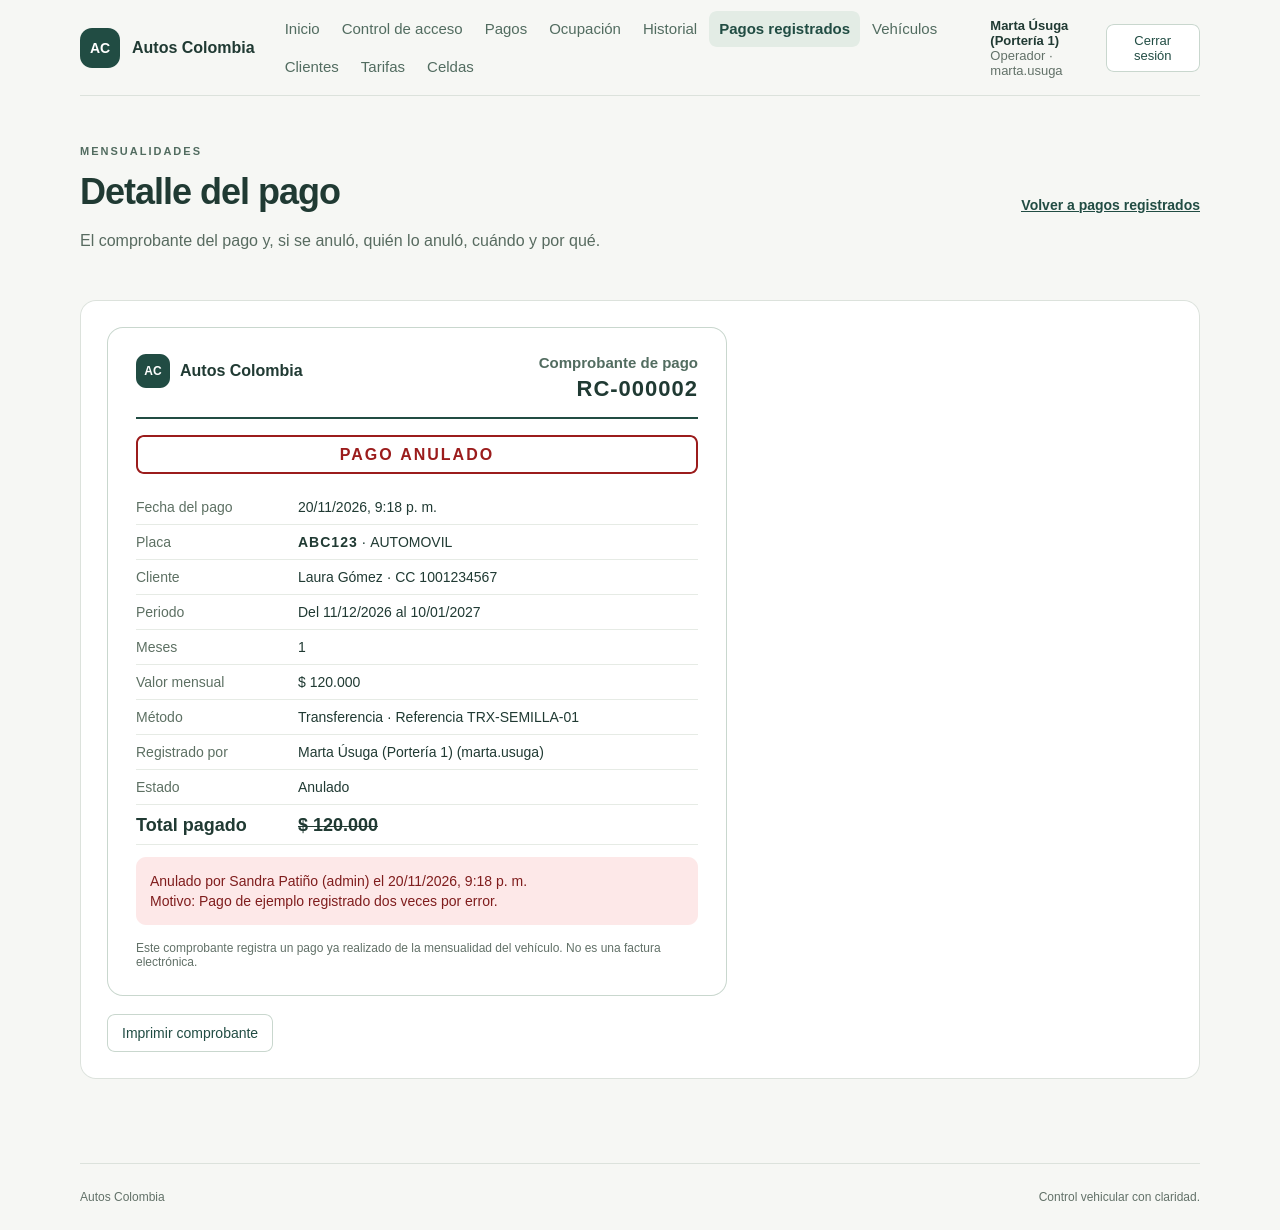 AC
Autos Colombia
Inicio
Control de acceso
Pagos
Ocupación
Historial
Pagos registrados
Vehículos
Clientes
Tarifas
Celdas
Marta Úsuga
(Portería 1)
Operador ·
marta.usuga
Cerrar
sesión
MENSUALIDADES
Detalle del pago
Volver a pagos registrados
El comprobante del pago y, si se anuló, quién lo anuló, cuándo y por qué.
AC
Autos Colombia
Comprobante de pago
RC-000002
PAGO ANULADO
Fecha del pago 20/11/2026, 9:18 p. m.
Placa ABC123 · AUTOMOVIL
Cliente Laura Gómez · CC 1001234567
Periodo Del 11/12/2026 al 10/01/2027
Meses 1
Valor mensual $ 120.000
Método Transferencia · Referencia TRX-SEMILLA-01
Registrado por Marta Úsuga (Portería 1) (marta.usuga)
Estado Anulado
Total pagado $ 120.000
Anulado por Sandra Patiño (admin) el 20/11/2026, 9:18 p. m.
Motivo: Pago de ejemplo registrado dos veces por error.
Este comprobante registra un pago ya realizado de la mensualidad del vehículo. No es una factura
electrónica.
Imprimir comprobante
Autos Colombia
Control vehicular con claridad.